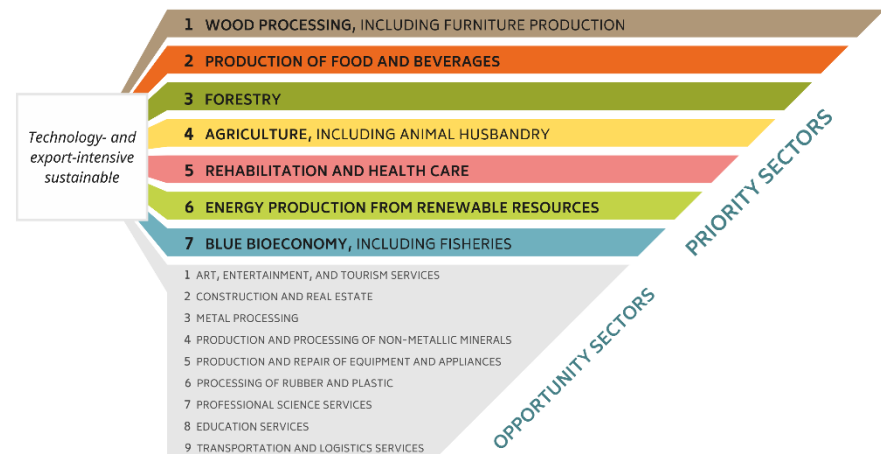 1 WOOD PROCESSING, INCLUDING FURNITURE PRODUCTION
2 PRODUCTION OF FOOD AND BEVERAGES
3 FORESTRY
4 AGRICULTURE, INCLUDING ANIMAL HUSBANDRY
5 REHABILITATION AND HEALTH CARE
6 ENERGY PRODUCTION FROM RENEWABLE RESOURCES
7 BLUE BIOECONOMY, INCLUDING FISHERIES
Technology- and
export-intensive
sustainable
PRIORITY SECTORS
1 ART, ENTERTAINMENT, AND TOURISM SERVICES
2 CONSTRUCTION AND REAL ESTATE
3 METAL PROCESSING
4 PRODUCTION AND PROCESSING OF NON-METALLIC MINERALS
5 PRODUCTION AND REPAIR OF EQUIPMENT AND APPLIANCES
6 PROCESSING OF RUBBER AND PLASTIC
7 PROFESSIONAL SCIENCE SERVICES
8 EDUCATION SERVICES
9 TRANSPORTATION AND LOGISTICS SERVICES
OPPORTUNITY SECTORS